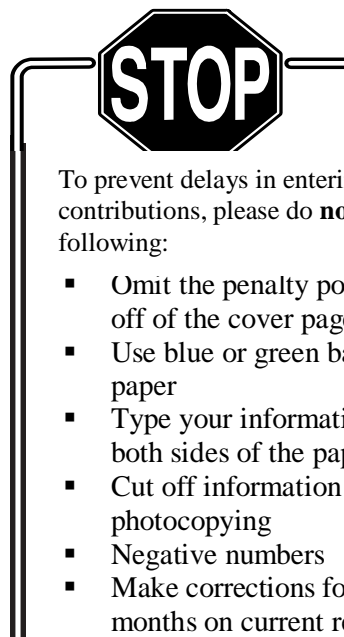 STOP
To prevent delays in enteri
contributions, please do no
following:
▪ Omit the penalty po
off of the cover page
▪ Use blue or green ba
paper
▪ Type your informati
both sides of the pap
▪ Cut off information
photocopying
▪ Negative numbers
▪ Make corrections fo
months on current re